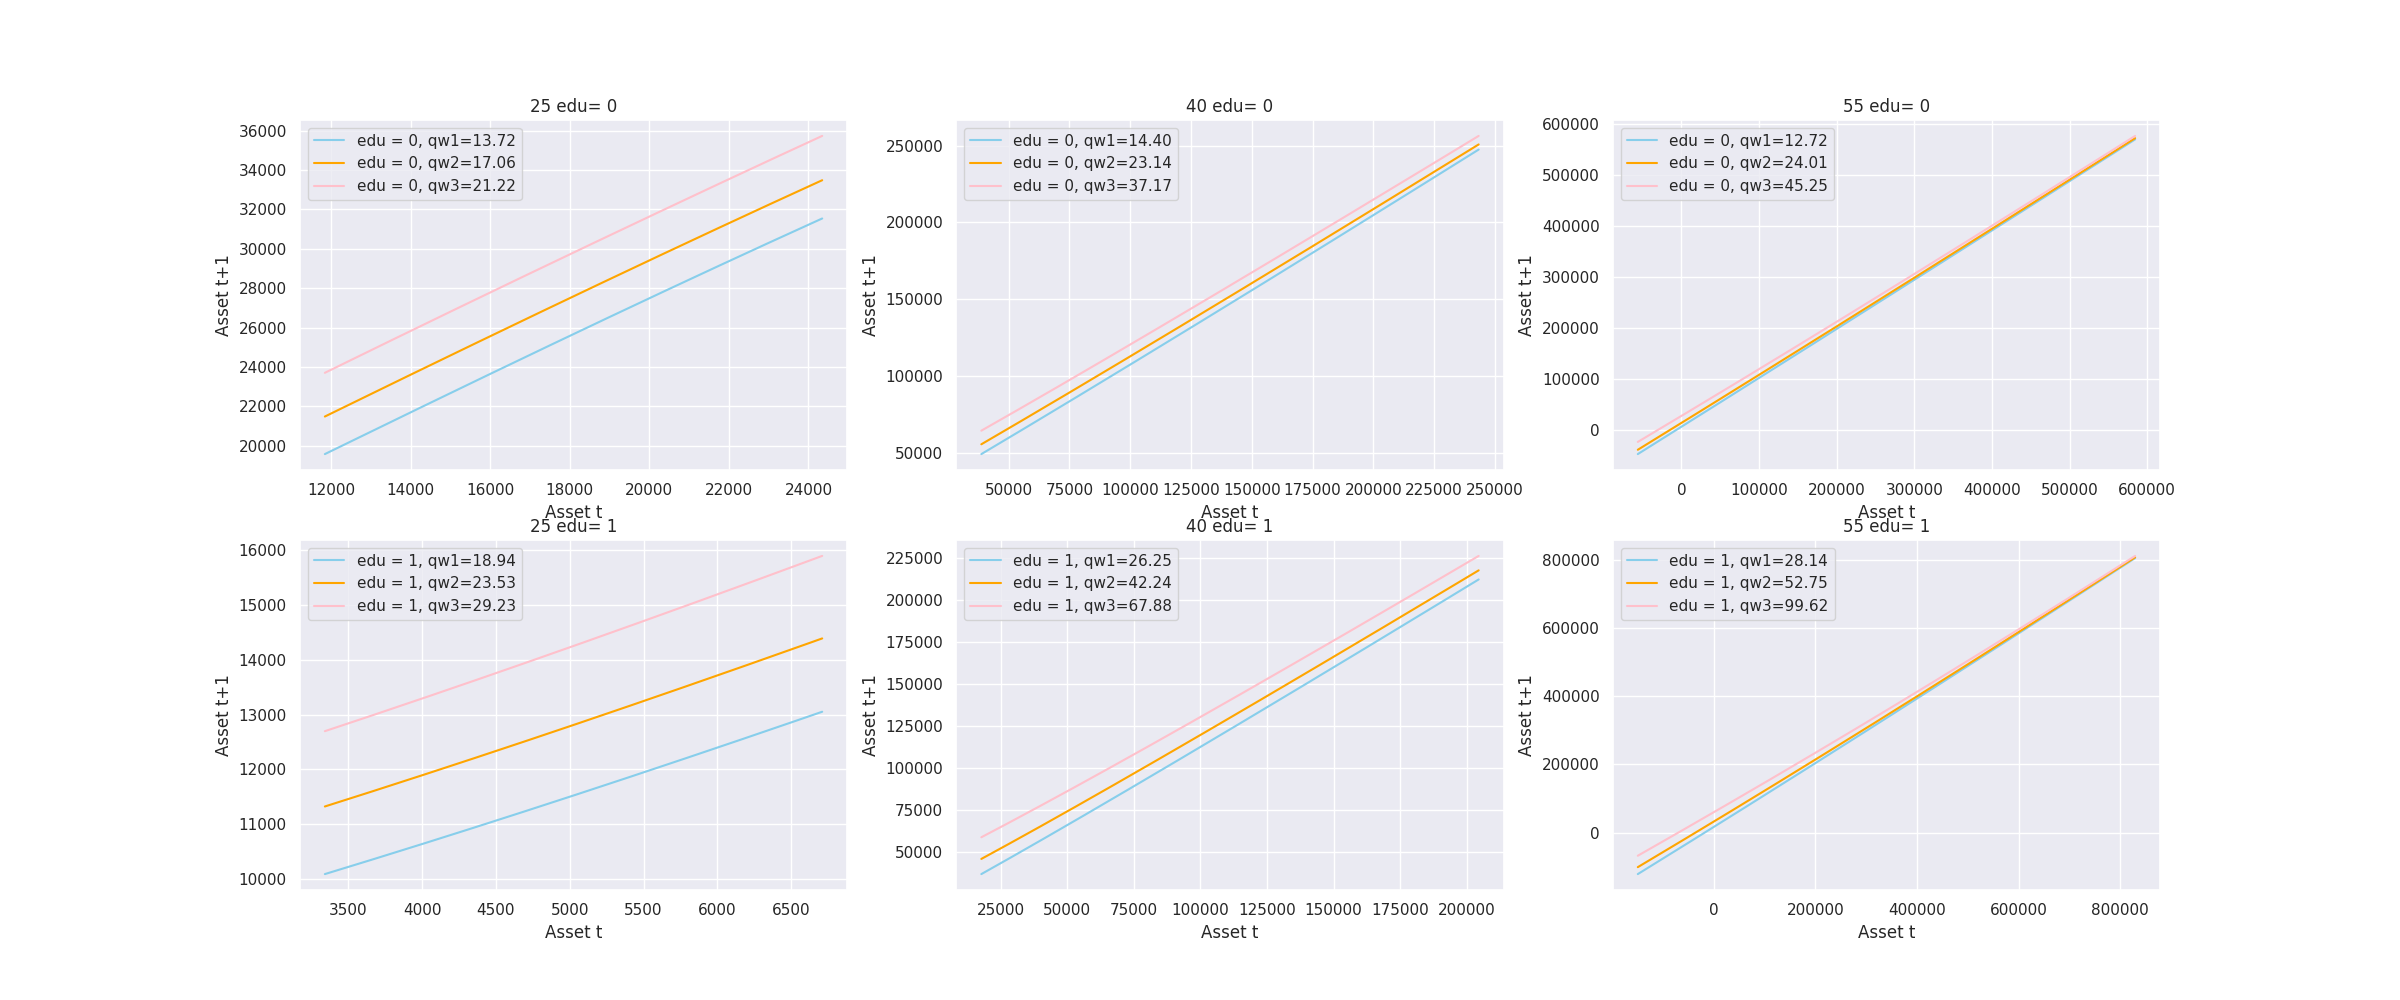 25 edu= 0
edu = 0, qw1=13.72
edu = 0, qw2=17.06
edu = 0, qw3=21.22
36000
34000
32000
30000
28000
26000
24000
22000
20000
Asset t+1
12000 14000 16000 18000 20000 22000 24000
Asset t
40 edu= 0
edu = 0, qw1=14.40
edu = 0, qw2=23.14
edu = 0, qw3=37.17
250000
200000
150000
100000
50000
Asset t+1
50000 75000 100000 125000 150000 175000 200000 225000 250000
Asset t
55 edu= 0
edu = 0, qw1=12.72
edu = 0, qw2=24.01
edu = 0, qw3=45.25
600000
500000
400000
300000
200000
100000
0
Asset t+1
0 100000 200000 300000 400000 500000 600000
Asset t
25 edu= 1
edu = 1, qw1=18.94
edu = 1, qw2=23.53
edu = 1, qw3=29.23
16000
15000
14000
13000
12000
11000
10000
Asset t+1
3500 4000 4500 5000 5500 6000 6500
Asset t
40 edu= 1
edu = 1, qw1=26.25
edu = 1, qw2=42.24
edu = 1, qw3=67.88
225000
200000
175000
150000
125000
100000
75000
50000
Asset t+1
25000 50000 75000 100000 125000 150000 175000 200000
Asset t
55 edu= 1
edu = 1, qw1=28.14
edu = 1, qw2=52.75
edu = 1, qw3=99.62
800000
600000
400000
200000
0
Asset t+1
0 200000 400000 600000 800000
Asset t